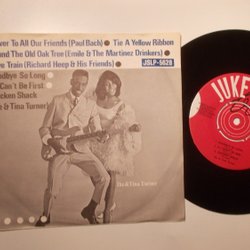 ver To All Our Friends (Paul Bach) ● Tie A Yellow Ribbon
und The Old Oak Tree (Emile & The Martinez Drinkers) ●
e Train (Richard Heep & His Friends) ●
JSLP-5628
odbye So Long
Can't Be First
cken Shack
e & Tina Turner)
Ike & Tina Turner
JUKE